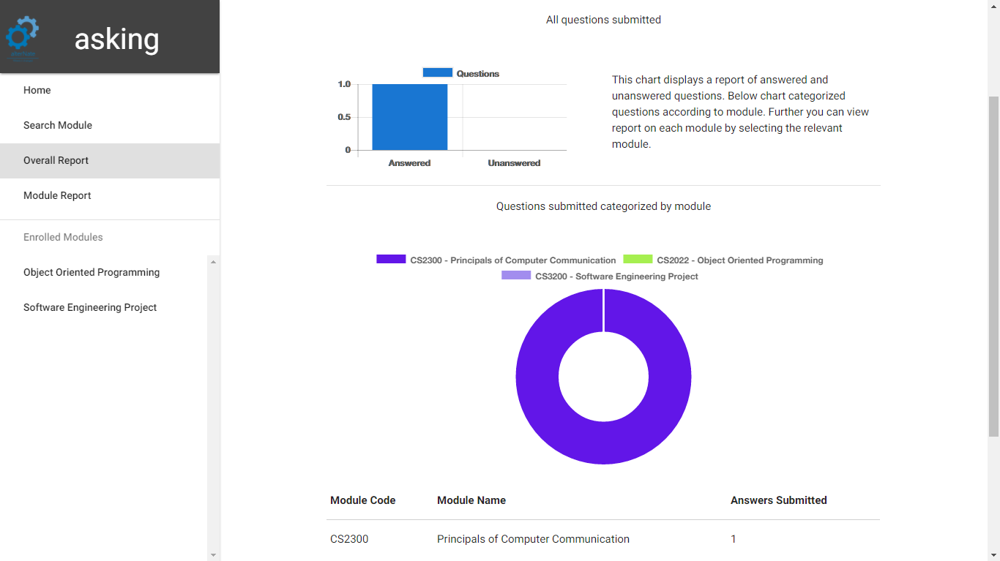 asking
Home
Search Module
Overall Report
Module Report
Enrolled Modules
Object Oriented Programming
Software Engineering Project
All questions submitted
Questions
1.0
0.5
0
Answered Unanswered
This chart displays a report of answered and
unanswered questions. Below chart categorized
questions according to module. Further you can view
report on each module by selecting the relevant
module.
Questions submitted categorized by module
CS2300 - Principals of Computer Communication CS2022 - Object Oriented Programming
CS3200 - Software Engineering Project
Module Code Module Name Answers Submitted
CS2300 Principals of Computer Communication 1